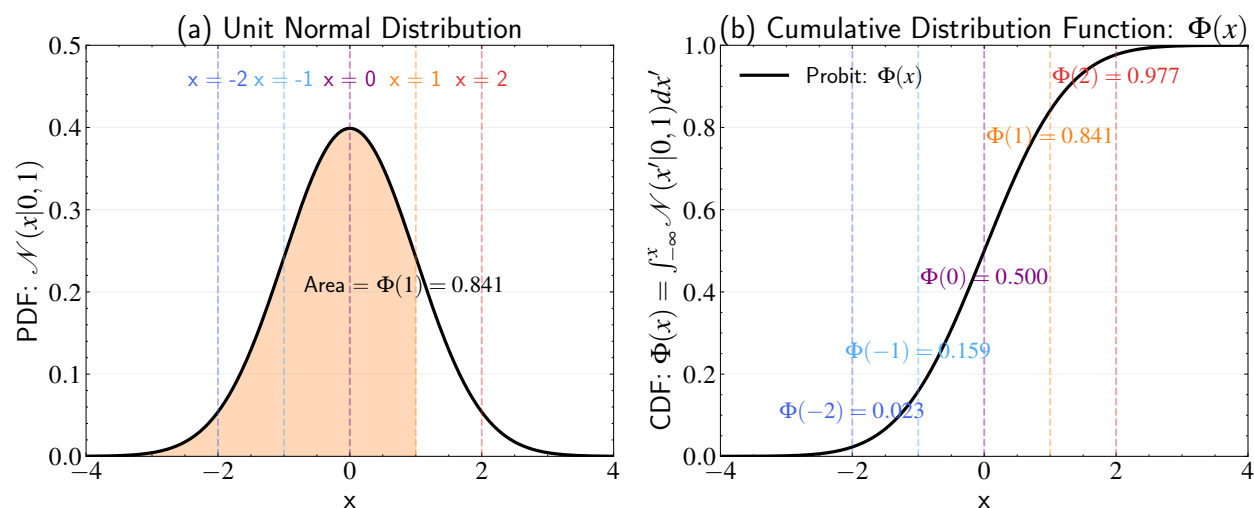 (a) Unit Normal Distribution
x = -2 x = -1 x = 0 x = 1 x = 2
Area = Φ(1) = 0.841
PDF: 𝒩(x|0,1)
0.5
0.4
0.3
0.2
0.1
0.0
−4 −2 0 2 4
x
(b) Cumulative Distribution Function: Φ(x)
Probit: Φ(x)
Φ(2) = 0.977
Φ(1) = 0.841
Φ(0) = 0.500
Φ(−1) = 0.159
Φ(−2) = 0.023
CDF: Φ(x) = ∫_{−∞}^{x} 𝒩(x′|0,1)dx′
1.0
0.8
0.6
0.4
0.2
0.0
−4 −2 0 2 4
x